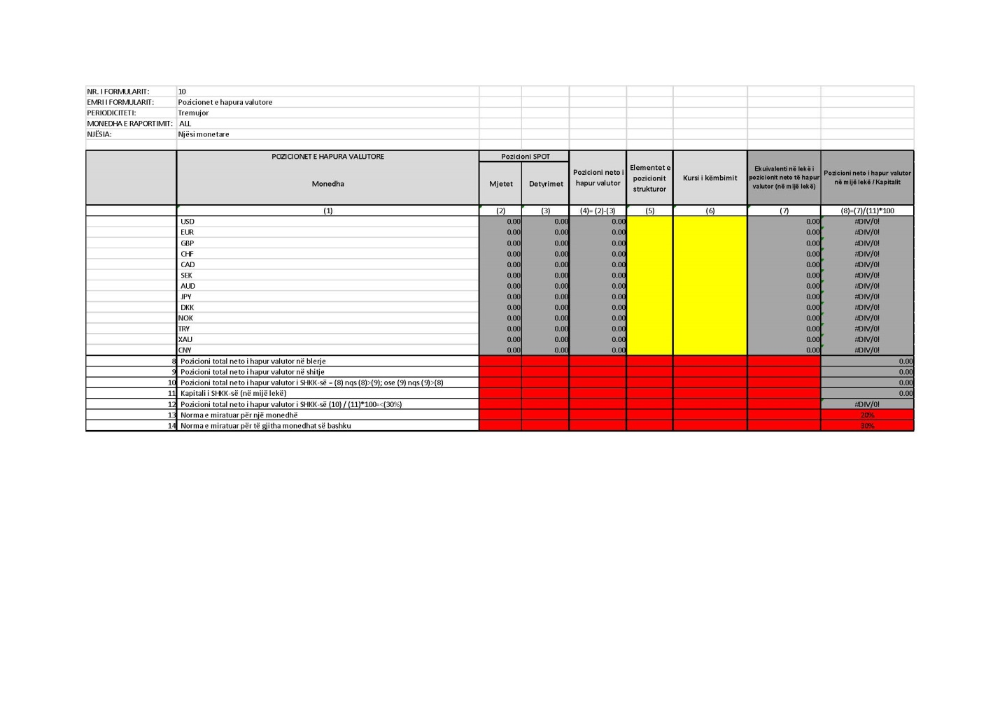 NR. I FORMULARIT: 10
EMRI I FORMULARIT: Pozicionet e hapura valutore
PERIODICITETI: Tremujor
MONEDHA E RAPORTIMIT: ALL
NJËSIA: Njësi monetare
POZICIONET E HAPURA VALUTORE
Monedha
Pozicioni SPOT
Mjetet Detyrimet
Pozicioni neto i
hapur valutor
Elementet e
pozicionit
strukturor
Kursi i këmbimit
Ekuivalenti në lekë i
pozicionit neto të hapur
valutor (në mijë lekë)
Pozicioni neto i hapur valutor
në mijë lekë / Kapitalit
(1) (2) (3) (4)= (2)-(3) (5) (6) (7) (8)=(7)/(11)*100
USD 0.00 0.00 0.00 0.00 #DIV/0!
EUR 0.00 0.00 0.00 0.00 #DIV/0!
GBP 0.00 0.00 0.00 0.00 #DIV/0!
CHF 0.00 0.00 0.00 0.00 #DIV/0!
CAD 0.00 0.00 0.00 0.00 #DIV/0!
SEK 0.00 0.00 0.00 0.00 #DIV/0!
AUD 0.00 0.00 0.00 0.00 #DIV/0!
JPY 0.00 0.00 0.00 0.00 #DIV/0!
DKK 0.00 0.00 0.00 0.00 #DIV/0!
NOK 0.00 0.00 0.00 0.00 #DIV/0!
TRY 0.00 0.00 0.00 0.00 #DIV/0!
XAU 0.00 0.00 0.00 0.00 #DIV/0!
CNY 0.00 0.00 0.00 0.00 #DIV/0!
8 Pozicioni total neto i hapur valutor në blerje 0.00
9 Pozicioni total neto i hapur valutor në shitje 0.00
10 Pozicioni total neto i hapur valutor i SHKK-së = (8) nqs (8)>(9); ose (9) nqs (9)>(8) 0.00
11 Kapitali i SHKK-së (në mijë lekë) 0.00
12 Pozicioni total neto i hapur valutor i SHKK-së (10) / (11)*100=<(30%) #DIV/0!
13 Norma e miratuar për një monedhë 20%
14 Norma e miratuar për të gjitha monedhat së bashku 30%